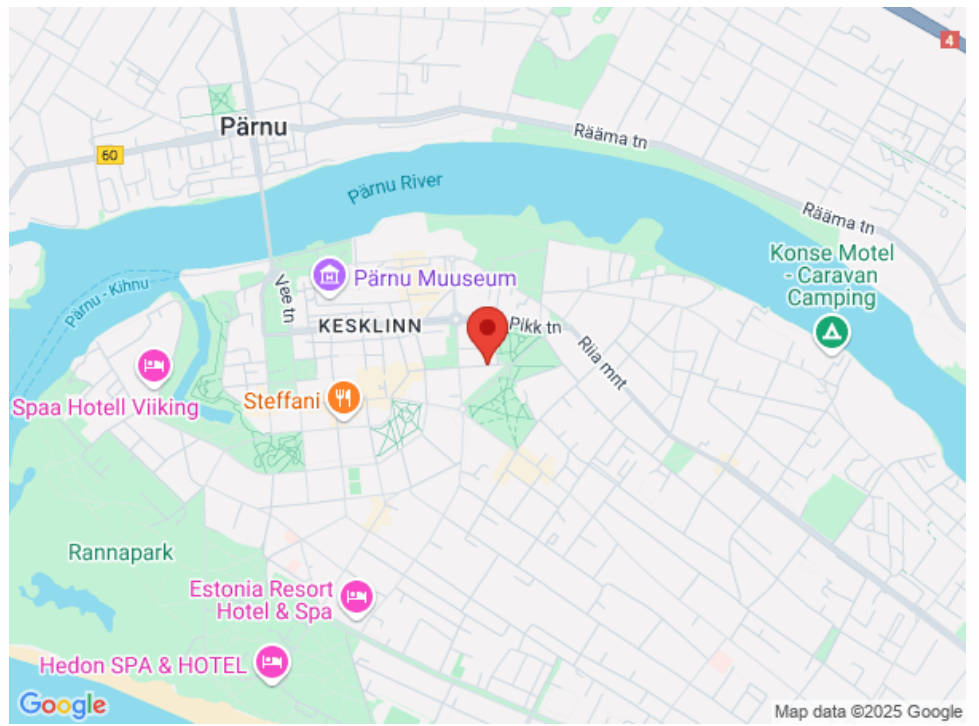 4
Pärnu
60
Rääma tn
Pärnu River
Rääma tn
Konse Motel
- Caravan
Camping
Pärnu Muuseum
Vee tn
Pärnu - Kihnu
KESKLINN
Pikk tn
Riia mnt
Spaa Hotell Viiking
Steffani
Rannapark
Estonia Resort
Hotel & Spa
Hedon SPA & HOTEL
Google
Map data ©2025 Google